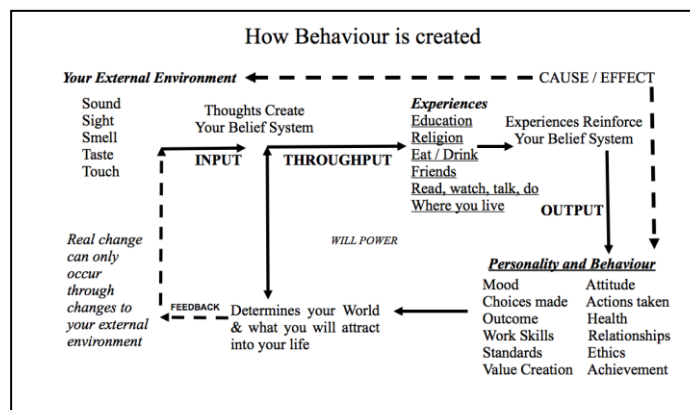 How Behaviour is created
Your External Environment
CAUSE / EFFECT
Sound
Sight
Smell
Taste
Touch
Thoughts Create
Your Belief System
INPUT
THROUGHPUT
Experiences
Education
Religion
Eat / Drink
Friends
Read, watch, talk, do
Where you live
Experiences Reinforce
Your Belief System
OUTPUT
Real change
can only
occur
through
changes to
your external
environment
WILL POWER
FEEDBACK
Determines your World
& what you will attract
into your life
Personality and Behaviour
Mood Attitude
Choices made Actions taken
Outcome Health
Work Skills Relationships
Standards Ethics
Value Creation Achievement